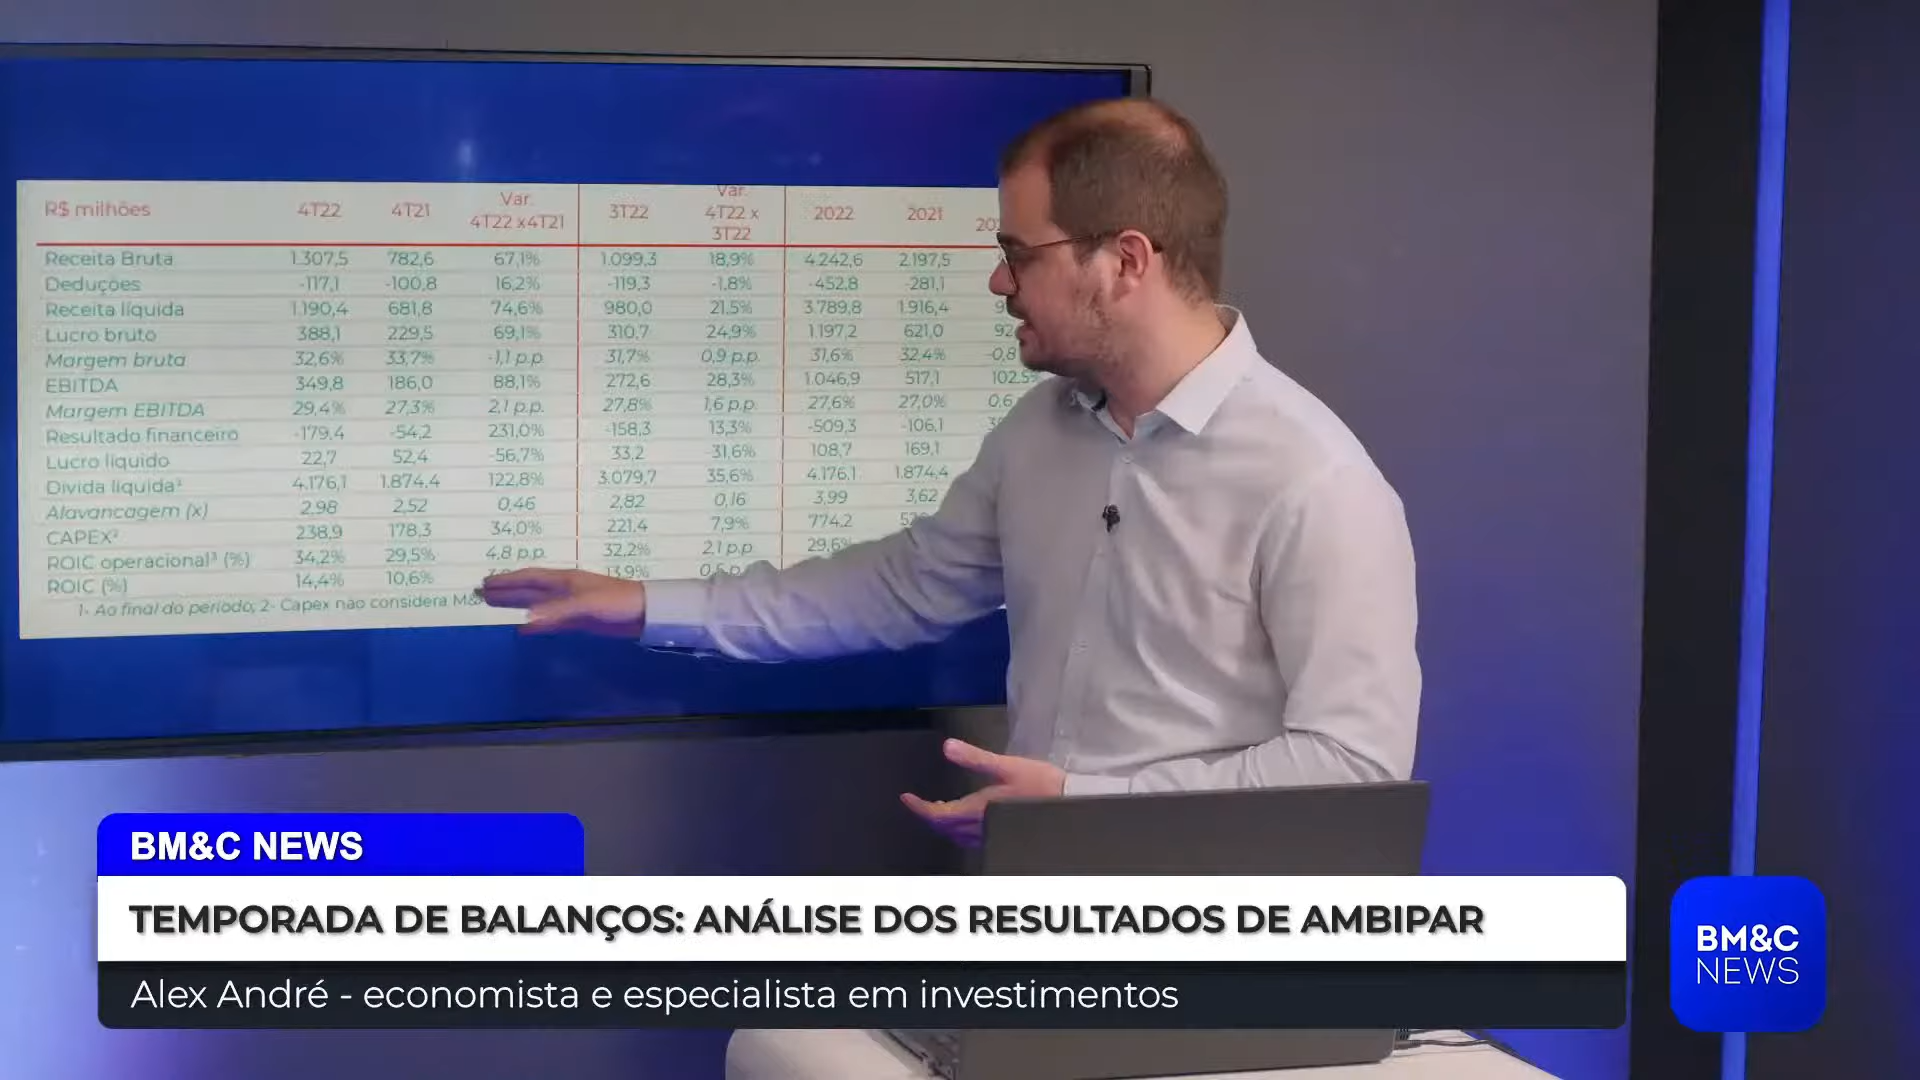 R$ milhões 4T22 4T21 Var. 4T22 x4T21 3T22 Var. 4T22 x 3T22 2022 2021
Receita Bruta 1.307,5 782,6 67,1% 1.099,3 18,9% 4.242,6 2.197,5
Deduções -117,1 -100,8 16,2% -119,3 -1,8% -452,8 -281,1
Receita líquida 1.190,4 681,8 74,6% 980,0 21,5% 3.789,8 1.916,4
Lucro bruto 388,1 229,5 69,1% 310,7 24,9% 1.197,2 621,0
Margem bruta 32,6% 33,7% -1,1 p.p. 31,7% 0,9 p.p. 31,6% 32,4% -0,8
EBITDA 349,8 186,0 88,1% 272,6 28,3% 1.046,9 517,1 102,5%
Margem EBITDA 29,4% 27,3% 2,1 p.p. 27,8% 1,6 p.p. 27,6% 27,0% 0,6
Resultado financeiro -179,4 -54,2 231,0% -158,3 13,3% -509,3 -106,1
Lucro líquido 22,7 52,4 -56,7% 33,2 -31,6% 108,7 169,1
Dívida líquida¹ 4.176,1 1.874,4 122,8% 3.079,7 35,6% 4.176,1 1.874,4
Alavancagem (x) 2,98 2,52 0,46 2,82 0,16 3,99 3,62
CAPEX² 238,9 178,3 34,0% 221,4 7,9% 774,2
ROIC operacional³ (%) 34,2% 29,5% 4,8 p.p. 32,2% 2,1 p.p. 29,6%
ROIC (%) 14,4% 10,6% 13,9%
1- Ao final do período; 2- Capex não considera M&
BM&C NEWS
TEMPORADA DE BALANÇOS: ANÁLISE DOS RESULTADOS DE AMBIPAR
Alex André - economista e especialista em investimentos
BM&C
NEWS